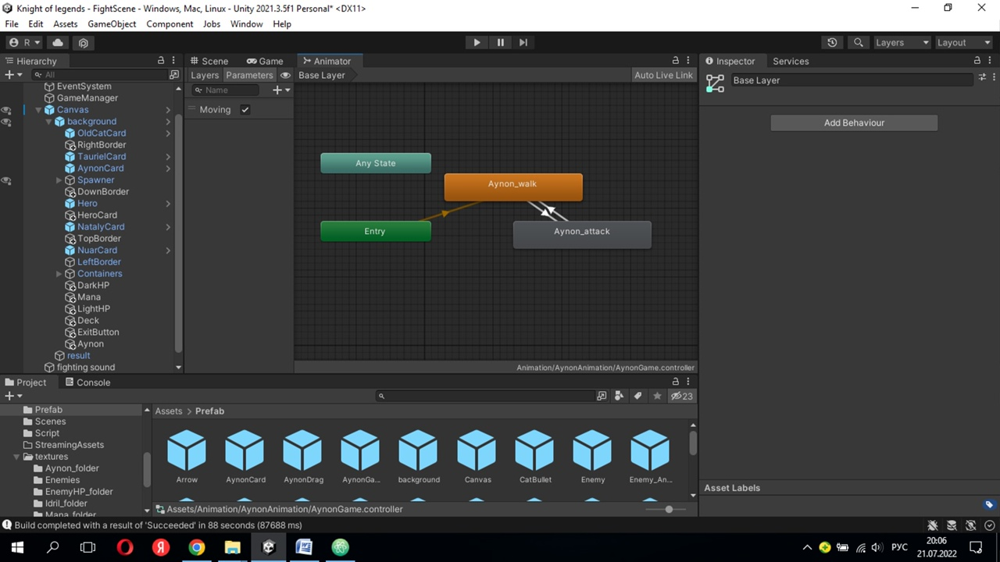 Knight of legends - FightScene - Windows, Mac, Linux - Unity 2021.3.5f1 Personal* <DX11>
File Edit Assets GameObject Component Jobs Window Help
R Layers Layout
Hierarchy Scene Game Animator Inspector Services
All Layers Parameters Base Layer Auto Live Link Base Layer
EventSystem Name
GameManager
Canvas Moving
background Add Behaviour
OldCatCard
RightBorder
TaurielCard Any State
AynonCard
Spawner Aynon_walk
DownBorder
Hero
HeroCard
NatalyCard Entry Aynon_attack
TopBorder
NuarCard
LeftBorder
Containers
DarkHP
Mana
LightHP
Deck
ExitButton
Aynon
result
fighting sound Animation/AynonAnimation/AynonGame.controller
Project Console
23
Prefab Assets > Prefab
Scenes
Script
StreamingAssets
textures
Aynon_folder
Enemies Arrow AynonCard AynonDrag AynonGa... background Canvas CatBullet Enemy Enemy_An...
EnemyHP_folder Asset Labels
Idril_folder
Mana_folder Assets/Animation/AynonAnimation/AynonGame.controller
Build completed with a result of 'Succeeded' in 88 seconds (87688 ms)
РУС 20:06
21.07.2022